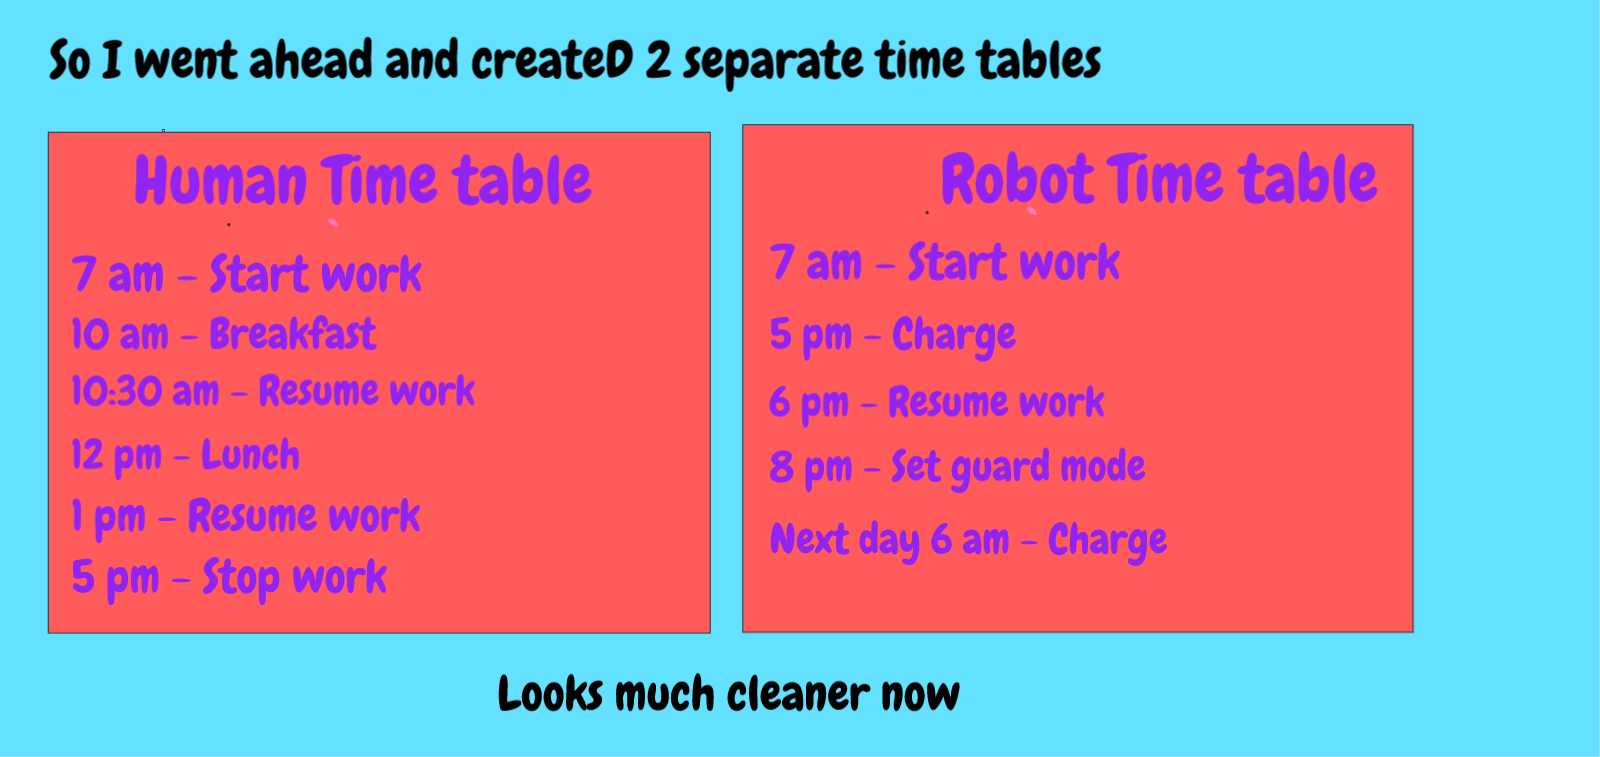 So I went ahead and createD 2 separate time tables
Human Time table
7 am - Start work
10 am - Breakfast
10:30 am - Resume work
12 pm - Lunch
1 pm - Resume work
5 pm - Stop work
Robot Time table
7 am - Start work
5 pm - Charge
6 pm - Resume work
8 pm - Set guard mode
Next day 6 am - Charge
Looks much cleaner now